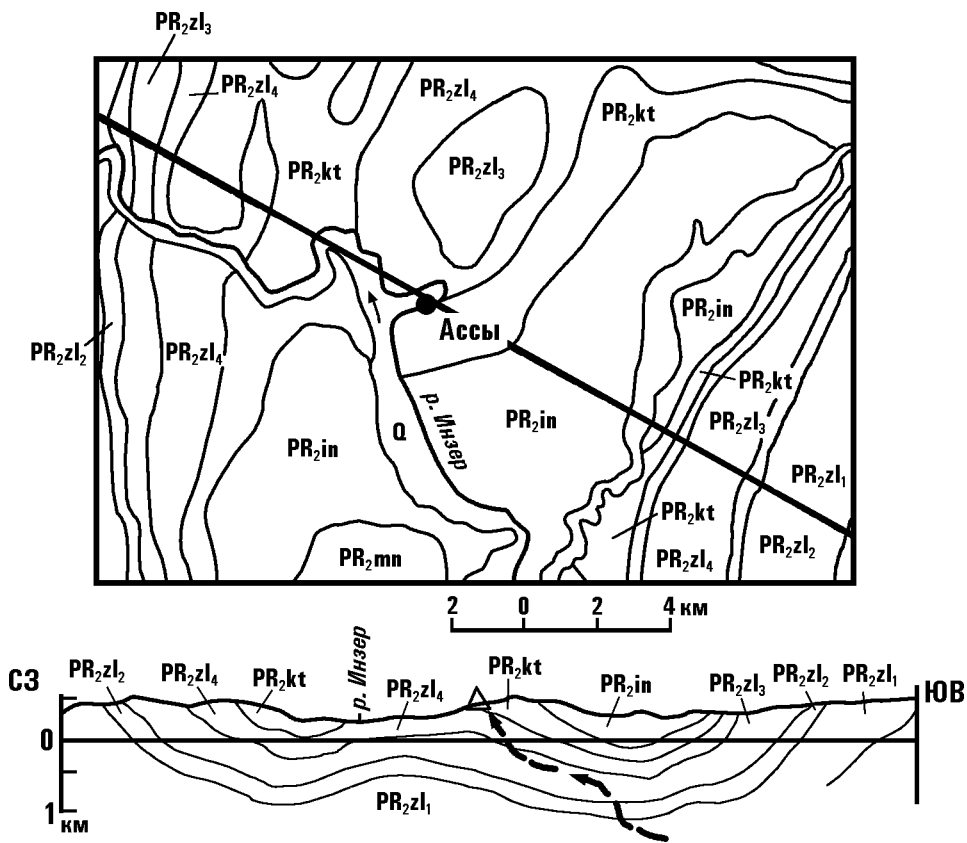 PR₂zl₃
PR₂zl₄
PR₂zl₄
PR₂kt
PR₂kt
PR₂zl₃
PR₂in
Ассы
PR₂zl₂
PR₂zl₄
PR₂kt
р. Инзер
PR₂in
Q
PR₂in
PR₂zl₃
PR₂zl₁
PR₂kt
PR₂mn
PR₂zl₄
PR₂zl₂
2 0 2 4 км
СЗ
PR₂zl₂
PR₂zl₄
PR₂kt
р. Инзер
PR₂zl₄
PR₂kt
PR₂in
PR₂zl₃
PR₂zl₂
PR₂zl₁
ЮВ
0
PR₂zl₁
1
км